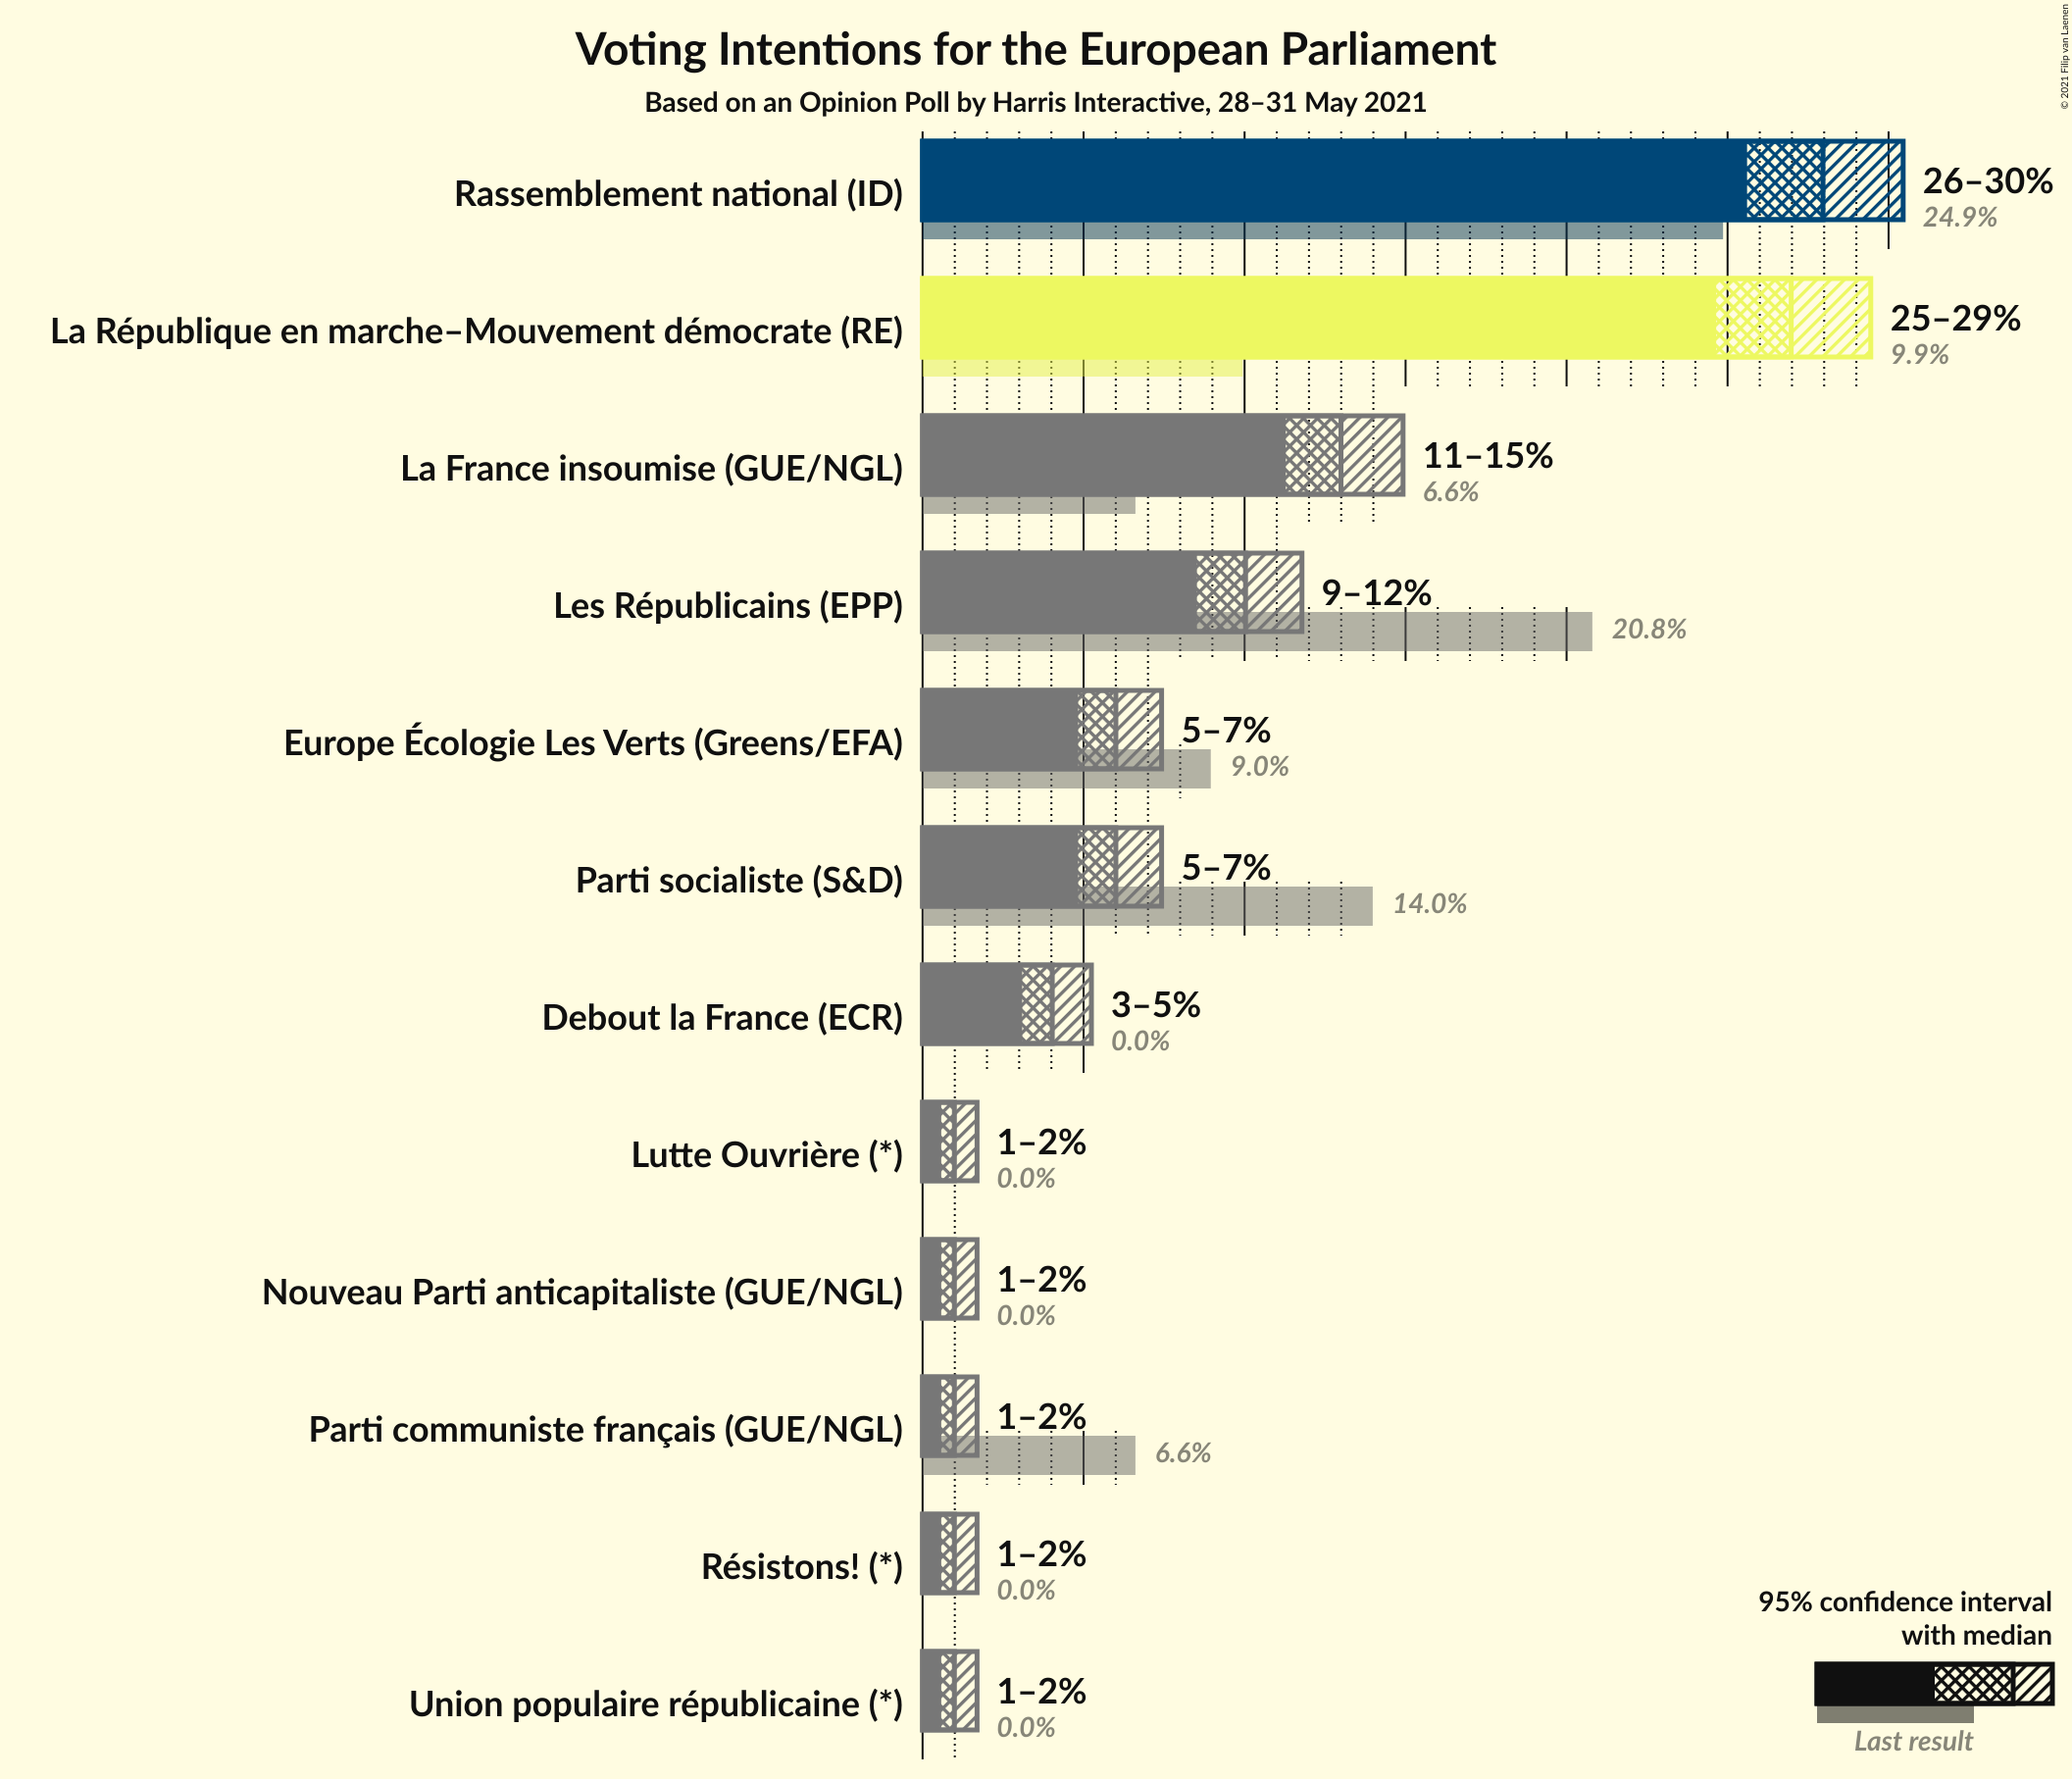 Voting Intentions for the European Parliament
Based on an Opinion Poll by Harris Interactive, 28–31 May 2021
© 2021 Filip van Laenen
Rassemblement national (ID)
26–30%
24.9%
La République en marche–Mouvement démocrate (RE)
25–29%
9.9%
La France insoumise (GUE/NGL)
11–15%
6.6%
Les Républicains (EPP)
9–12%
20.8%
Europe Écologie Les Verts (Greens/EFA)
5–7%
9.0%
Parti socialiste (S&D)
5–7%
14.0%
Debout la France (ECR)
3–5%
0.0%
Lutte Ouvrière (*)
1–2%
0.0%
Nouveau Parti anticapitaliste (GUE/NGL)
1–2%
0.0%
Parti communiste français (GUE/NGL)
1–2%
6.6%
Résistons! (*)
1–2%
0.0%
Union populaire républicaine (*)
1–2%
0.0%
95% confidence interval
with median
Last result